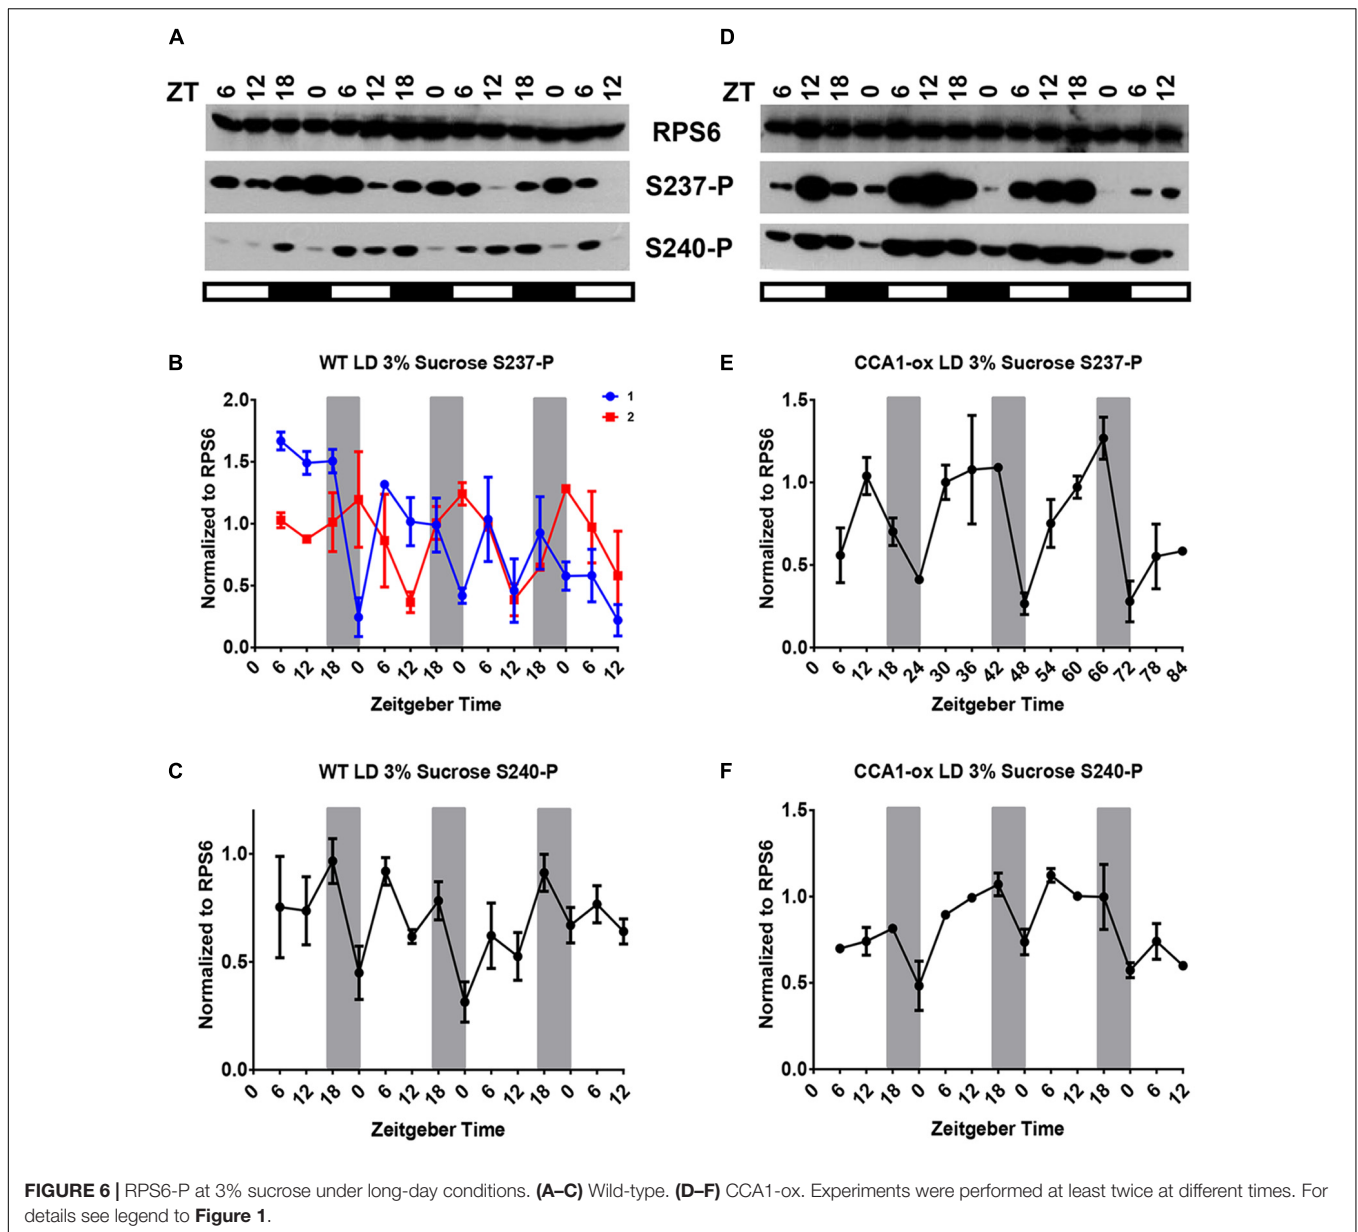 A
D
ZT 6 12 18 0 6 12 18 0 6 12 18 0 6 12
ZT 6 12 18 0 6 12 18 0 6 12 18 0 6 12
RPS6
S237-P
S240-P
B
WT LD 3% Sucrose S237-P
1
2
Normalized to RPS6
2.0
1.5
1.0
0.5
0.0
0 6 12 18 0 6 12 18 0 6 12 18 0 6 12
Zeitgeber Time
E
CCA1-ox LD 3% Sucrose S237-P
Normalized to RPS6
1.5
1.0
0.5
0.0
0 6 12 18 24 30 36 42 48 54 60 66 72 78 84
Zeitgeber Time
C
WT LD 3% Sucrose S240-P
Normalized to RPS6
1.0
0.5
0.0
0 6 12 18 0 6 12 18 0 6 12 18 0 6 12
Zeitgeber Time
F
CCA1-ox LD 3% Sucrose S240-P
Normalized to RPS6
1.5
1.0
0.5
0.0
0 6 12 18 0 6 12 18 0 6 12 18 0 6 12
Zeitgeber Time
FIGURE 6 | RPS6-P at 3% sucrose under long-day conditions. (A–C) Wild-type. (D–F) CCA1-ox. Experiments were performed at least twice at different times. For
details see legend to Figure 1.